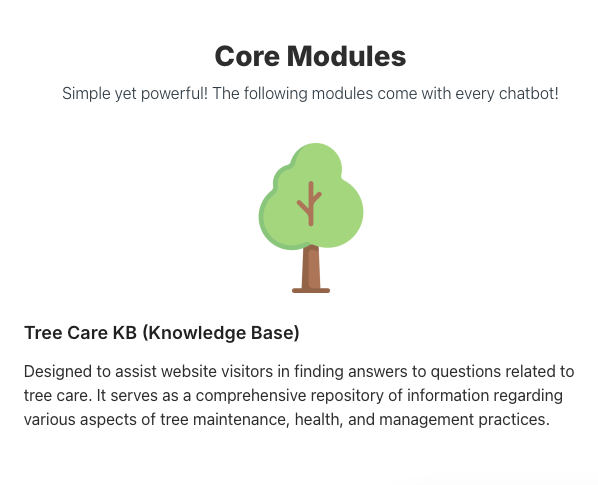 Core Modules
Simple yet powerful! The following modules come with every chatbot!
Tree Care KB (Knowledge Base)
Designed to assist website visitors in finding answers to questions related to
tree care. It serves as a comprehensive repository of information regarding
various aspects of tree maintenance, health, and management practices.